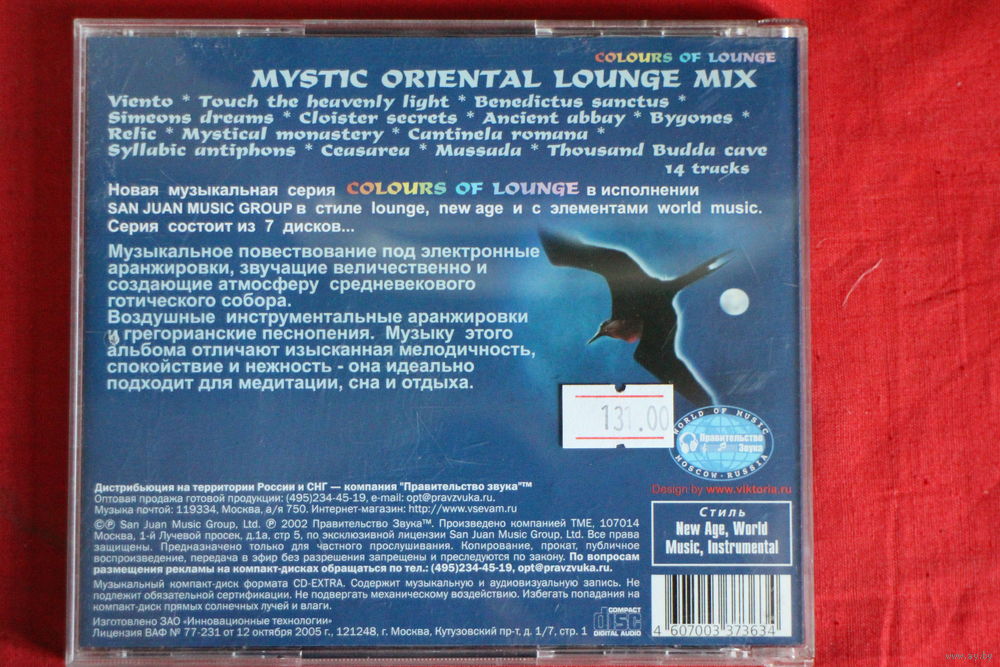 COLOURS OF LOUNGE
MYSTIC ORIENTAL LOUNGE MIX
Viento * Touch the heavenly light * Benedictus sanctus *
Simeons dreams * Cloister secrets * Ancient abbay * Bygones *
Relic * Mystical monastery * Cantinela romana *
Syllabic antiphons * Ceasarea * Massada * Thousand Budda cave
14 tracks
Новая музыкальная серия COLOURS OF LOUNGE в исполнении
SAN JUAN MUSIC GROUP в стиле lounge, new age и с элементами world music.
Серия состоит из 7 дисков...
Музыкальное повествование под электронные
аранжировки, звучащие величественно и
создающие атмосферу средневекового
готического собора.
Воздушные инструментальные аранжировки
и грегорианские песнопения. Музыку этого
альбома отличают изысканная мелодичность,
спокойствие и нежность - она идеально
подходит для медитации, сна и отдыха.
131.00
WORLD OF MUSIC
Правительство
Звука
MOSCOW - RUSSIA
Design by www.viktoria.ru
Дистрибьюция на территории России и СНГ — компания "Правительство звука"™
Оптовая продажа готовой продукции: (495)234-45-19, e-mail: opt@pravzvuka.ru.
Музыка почтой: 119334, Москва, а/я 750. Интернет-магазин: http://www.vsevam.ru
©℗ San Juan Music Group, Ltd. ℗ 2002 Правительство Звука™. Произведено компанией TME, 107014
Москва, 1-й Лучевой просек, д.1а, стр 5, по эксклюзивной лицензии San Juan Music Group, Ltd. Все права
защищены. Предназначено только для частного прослушивания. Копирование, прокат, публичное
воспроизведение, передача в эфир без разрешения запрещены и преследуются по закону. По вопросам
размещения рекламы на компакт-дисках обращаться по тел.: (495)234-45-19, opt@pravzvuka.ru.
Музыкальный компакт-диск формата CD-EXTRA. Содержит музыкальную и аудиовизуальную запись. Не
подлежит обязательной сертификации. Не подвергать механическому воздействию. Избегать попадания на
компакт-диск прямых солнечных лучей и влаги.
Изготовлено ЗАО «Инновационные технологии»
Лицензия ВАФ № 77-231 от 12 октября 2005 г., 121248, г. Москва, Кутузовский пр-т, д. 1/7, стр. 1
COMPACT
disc
DIGITAL AUDIO
Стиль
New Age, World
Music, Instrumental
4 607003 373634
www.ay.by